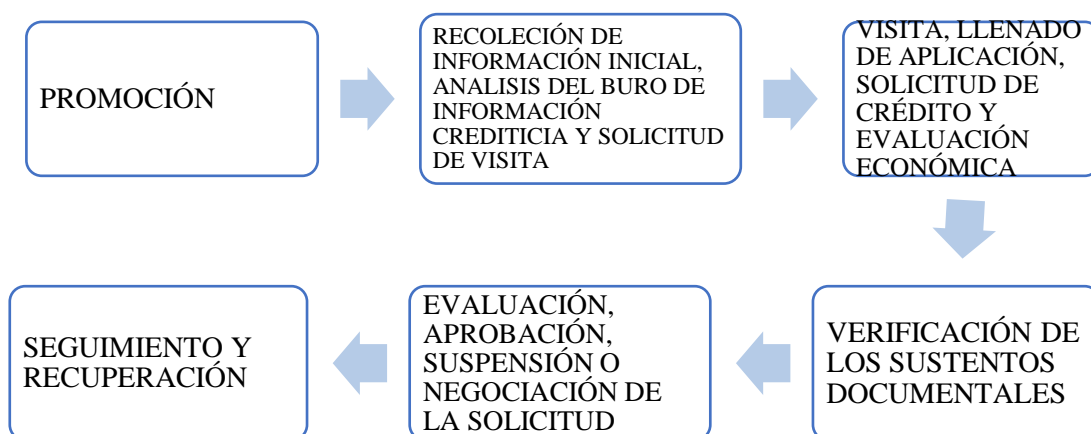 PROMOCIÓN
RECOLECIÓN DE
INFORMACIÓN INICIAL,
ANALISIS DEL BURO DE
INFORMACIÓN
CREDITICIA Y SOLICITUD
DE VISITA
VISITA, LLENADO
DE APLICACIÓN,
SOLICITUD DE
CRÉDITO Y
EVALUACIÓN
ECONÓMICA
VERIFICACIÓN DE
LOS SUSTENTOS
DOCUMENTALES
EVALUACIÓN,
APROBACIÓN,
SUSPENSIÓN O
NEGOCIACIÓN DE
LA SOLICITUD
SEGUIMIENTO Y
RECUPERACIÓN